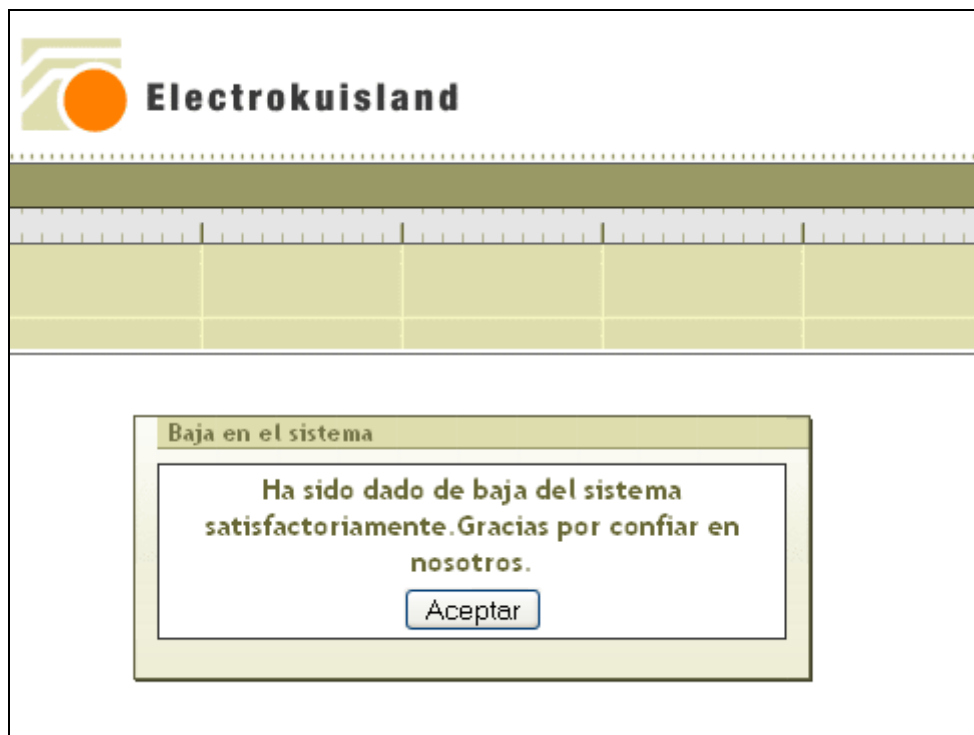 Electrokuisland
Baja en el sistema
Ha sido dado de baja del sistema
satisfactoriamente.Gracias por confiar en
nosotros.
Aceptar